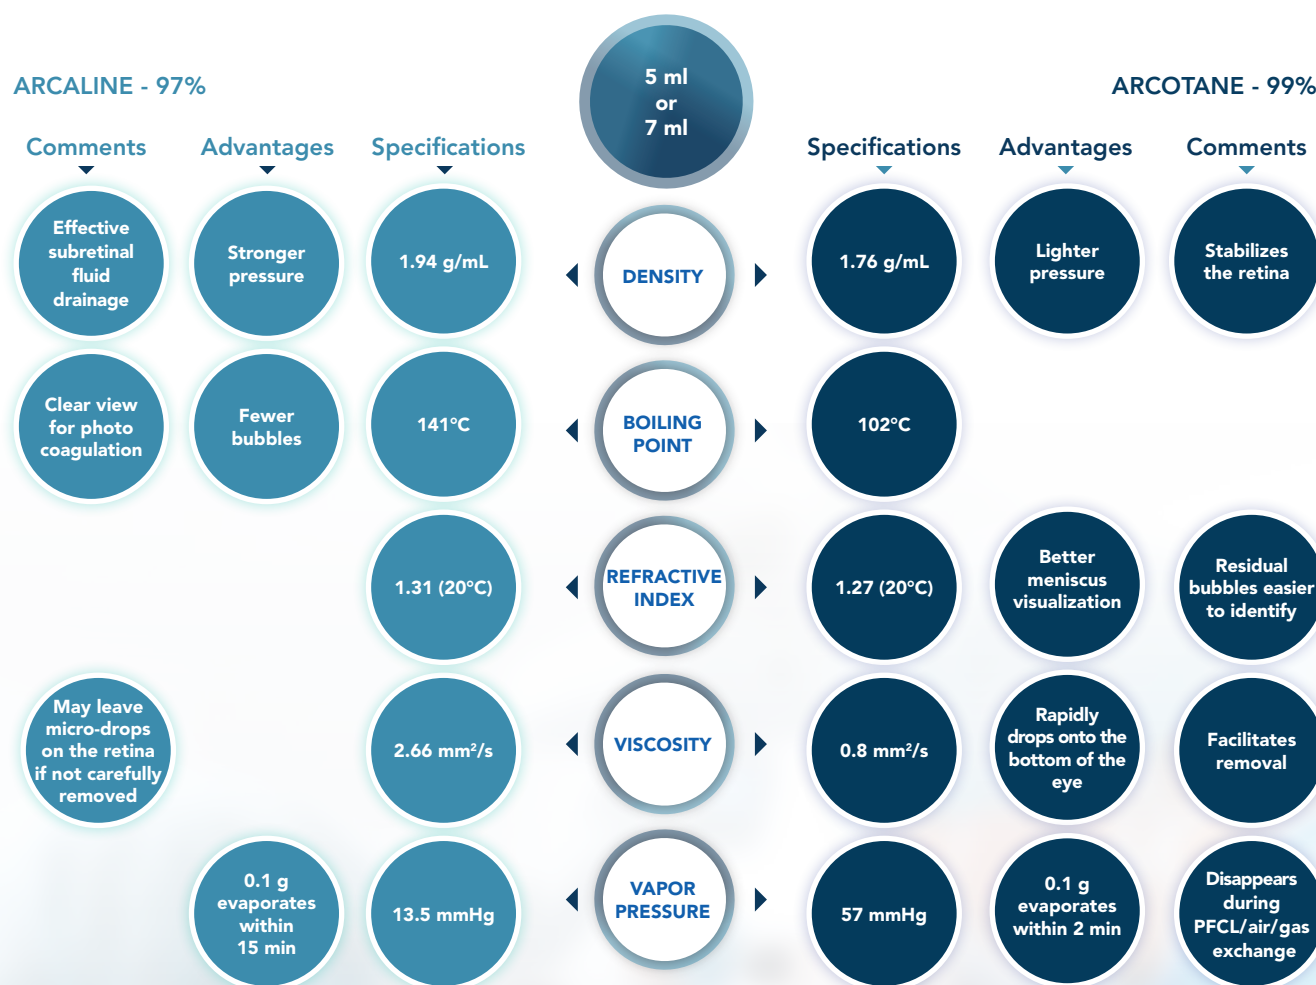 5 ml
or
7 ml
ARCALINE - 97%
ARCOTANE - 99%
Comments
Advantages
Specifications
Specifications
Advantages
Comments
Effective
subretinal
fluid
drainage
Stronger
pressure
1.94 g/mL
DENSITY
1.76 g/mL
Lighter
pressure
Stabilizes
the retina
Clear view
for photo
coagulation
Fewer
bubbles
141°C
BOILING
POINT
102°C
1.31 (20°C)
REFRACTIVE
INDEX
1.27 (20°C)
Better
meniscus
visualization
Residual
bubbles easier
to identify
May leave
micro-drops
on the retina
if not carefully
removed
2.66 mm²/s
VISCOSITY
0.8 mm²/s
Rapidly
drops onto the
bottom of the
eye
Facilitates
removal
0.1 g
evaporates
within
15 min
13.5 mmHg
VAPOR
PRESSURE
57 mmHg
0.1 g
evaporates
within 2 min
Disappears
during
PFCL/air/gas
exchange